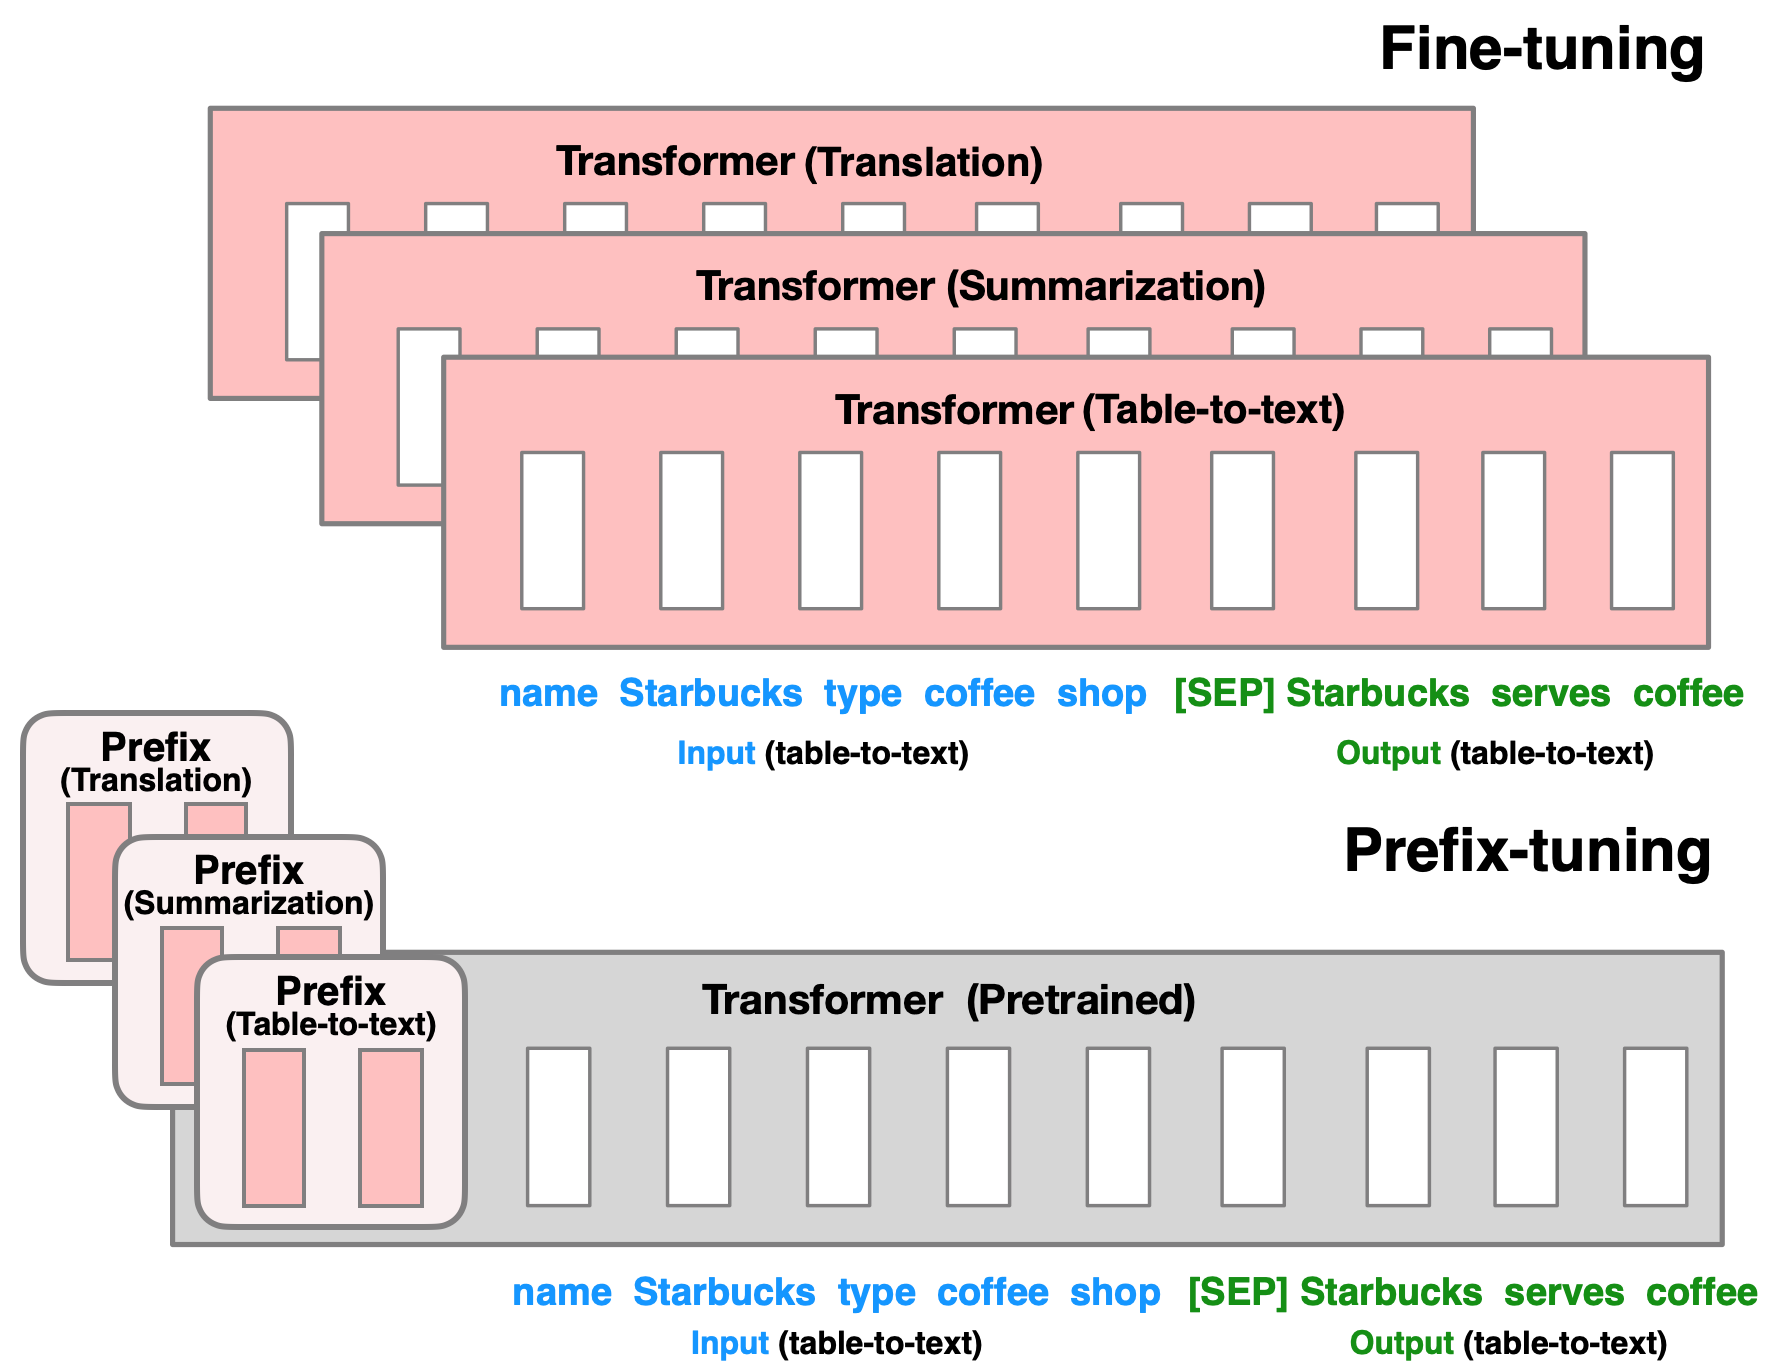 Fine-tuning
Transformer (Translation)
Transformer (Summarization)
Transformer (Table-to-text)
name Starbucks type coffee shop [SEP] Starbucks serves coffee
Input (table-to-text) Output (table-to-text)
Prefix
(Translation)
Prefix-tuning
Prefix
(Summarization)
Prefix
(Table-to-text)
Transformer (Pretrained)
name Starbucks type coffee shop [SEP] Starbucks serves coffee
Input (table-to-text) Output (table-to-text)